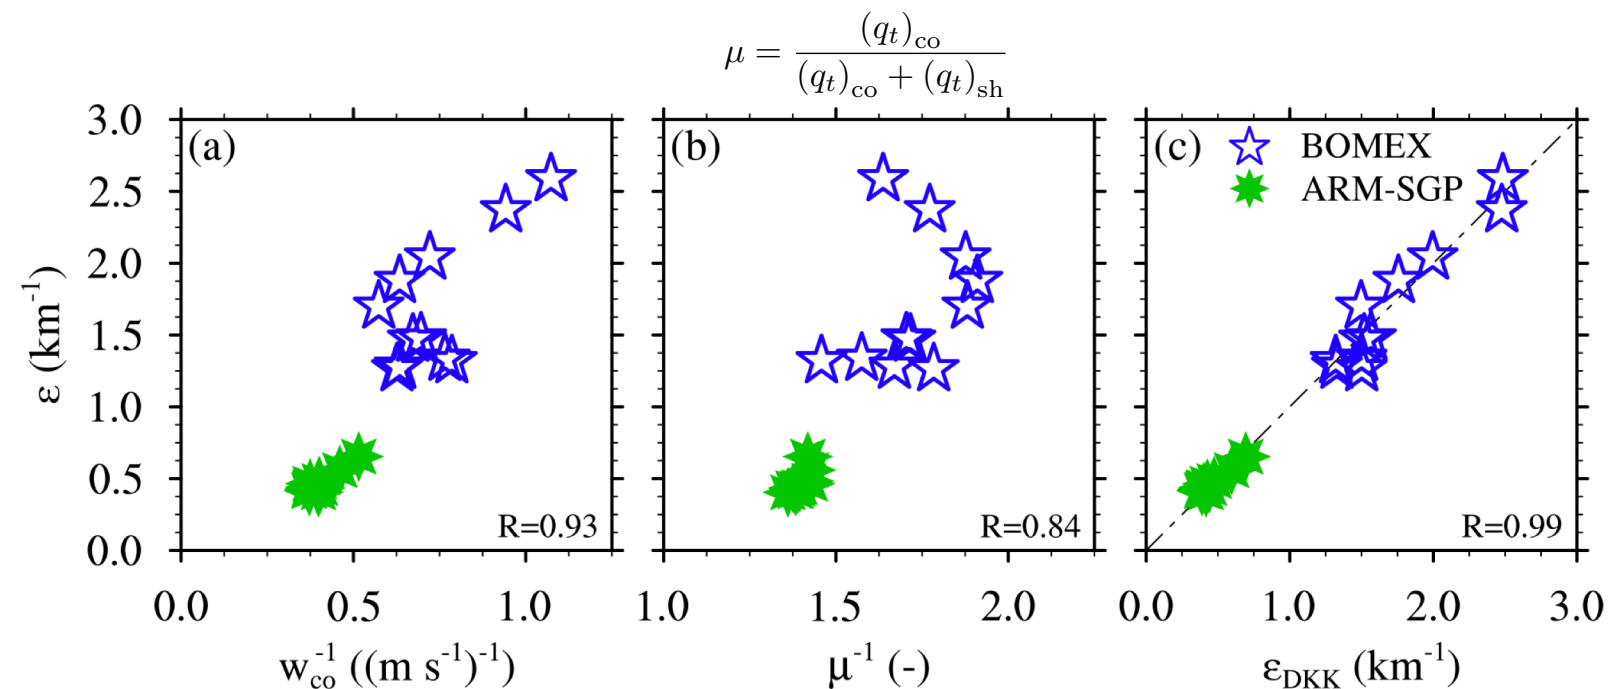 μ = (q_t)_co / ((q_t)_co + (q_t)_sh)
(a) (b) (c) BOMEX
ARM-SGP
3.0
2.5
2.0
1.5
1.0
0.5
0.0
ε (km⁻¹)
R=0.93 R=0.84 R=0.99
0.0 0.5 1.0 1.0 1.5 2.0 0.0 1.0 2.0 3.0
w_co⁻¹ ((m s⁻¹)⁻¹) μ⁻¹ (-) ε_DKK (km⁻¹)